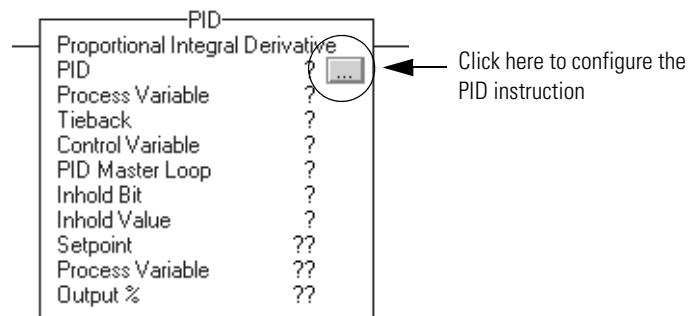 PID
Proportional Integral Derivative
PID ? ...
Process Variable ?
Tieback ?
Control Variable ?
PID Master Loop ?
Inhold Bit ?
Inhold Value ?
Setpoint ??
Process Variable ??
Output % ??
Click here to configure the
PID instruction